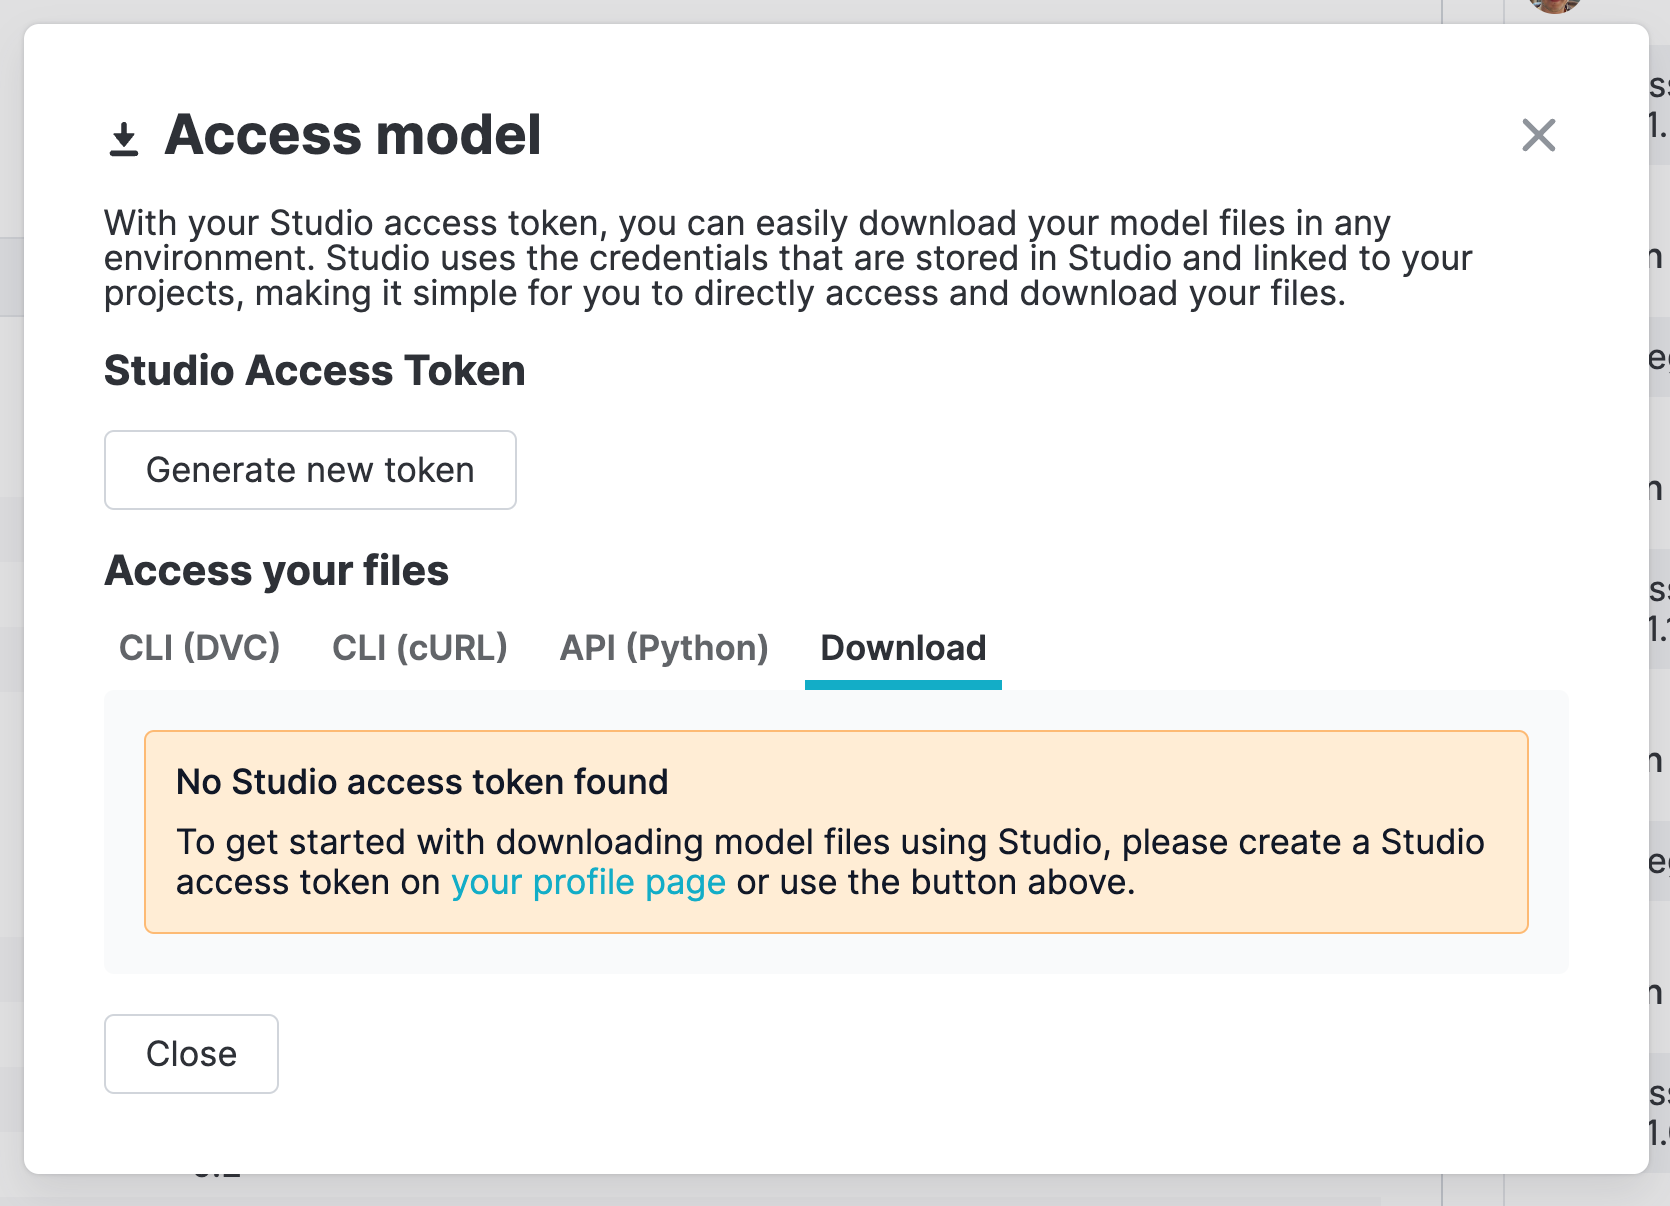 Access model
With your Studio access token, you can easily download your model files in any
environment. Studio uses the credentials that are stored in Studio and linked to your
projects, making it simple for you to directly access and download your files.
Studio Access Token
Generate new token
Access your files
CLI (DVC) CLI (cURL) API (Python) Download
No Studio access token found
To get started with downloading model files using Studio, please create a Studio
access token on your profile page or use the button above.
Close